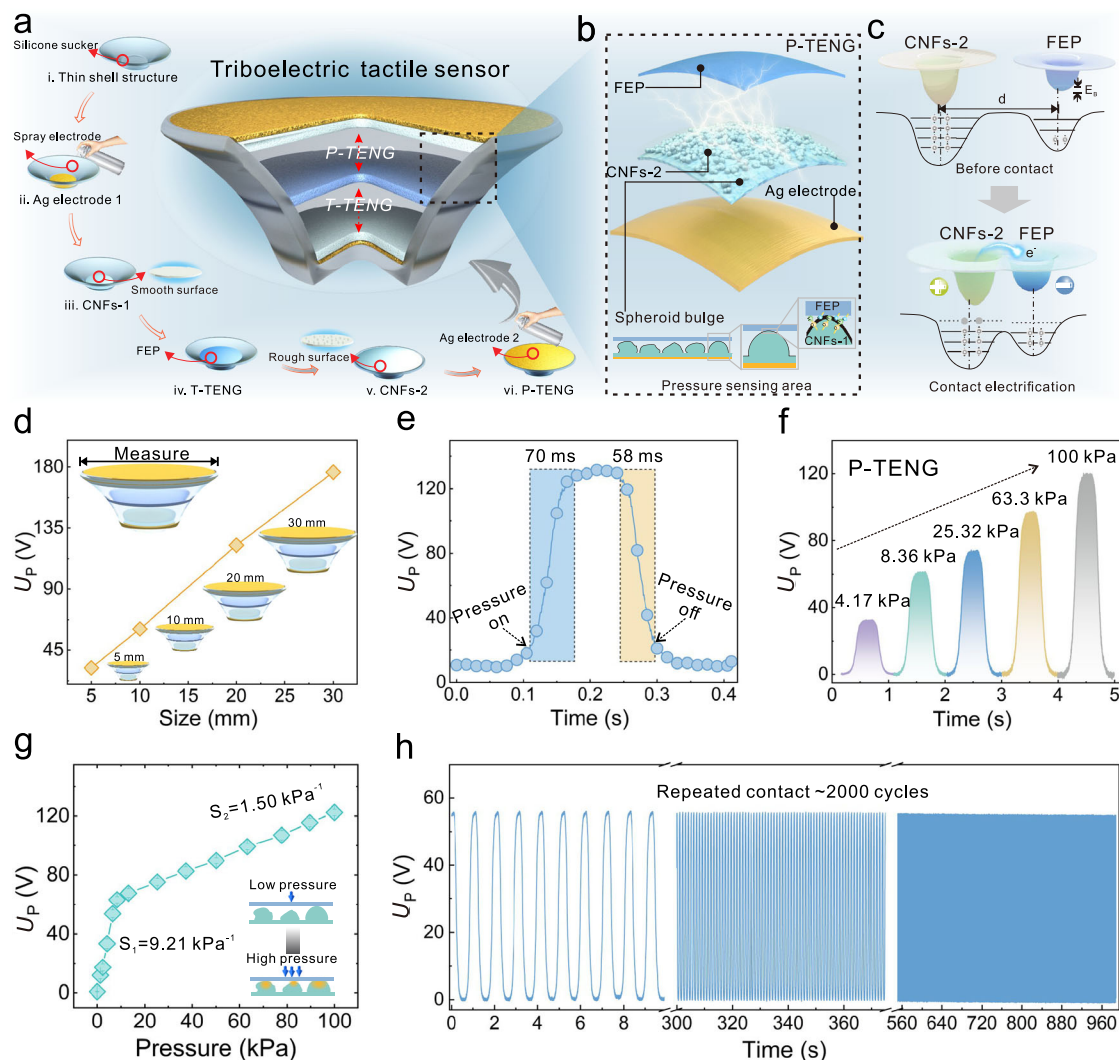 a
Silicone sucker
i. Thin shell structure
Spray electrode
ii. Ag electrode 1
iii. CNFs-1
Smooth surface
FEP
iv. T-TENG
Rough surface
v. CNFs-2
Ag electrode 2
vi. P-TENG
Triboelectric tactile sensor
P-TENG
T-TENG
b
P-TENG
FEP
CNFs-2
Ag electrode
Spheroid bulge
FEP
CNFs-1
Pressure sensing area
c
CNFs-2
FEP
d
E_B
Before contact
CNFs-2
FEP
e⁻
Contact electrification
d
Measure
30 mm
20 mm
10 mm
5 mm
180
135
90
45
U_P (V)
5 10 15 20 25 30
Size (mm)
e
70 ms
58 ms
Pressure on
Pressure off
120
80
40
0
U_P (V)
0.0 0.1 0.2 0.3 0.4
Time (s)
f
P-TENG
100 kPa
63.3 kPa
25.32 kPa
8.36 kPa
4.17 kPa
120
80
40
0
U_P (V)
0 1 2 3 4 5
Time (s)
g
S₂=1.50 kPa⁻¹
S₁=9.21 kPa⁻¹
Low pressure
High pressure
120
80
40
0
U_P (V)
0 20 40 60 80 100
Pressure (kPa)
h
Repeated contact ~2000 cycles
60
40
20
0
U_P (V)
0 2 4 6 8 300 320 340 360 560 640 720 800 880 960
Time (s)